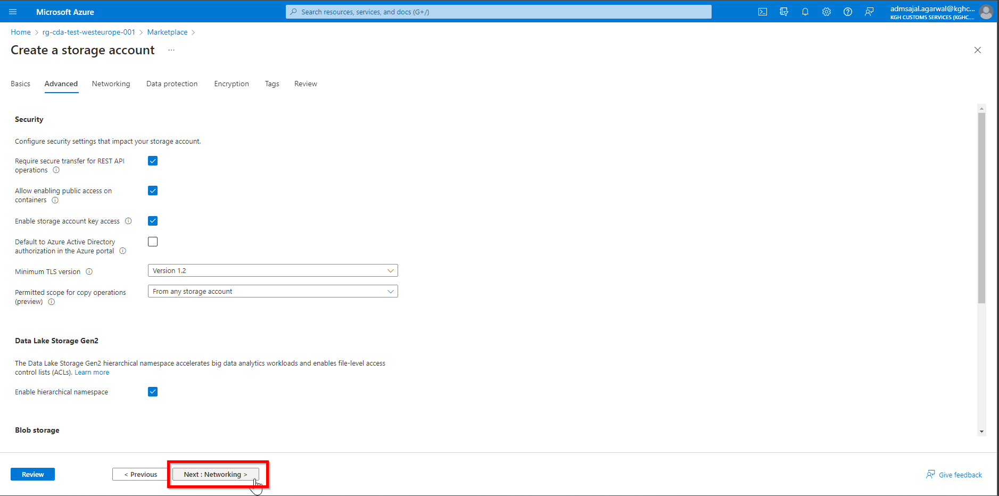 Microsoft Azure
Search resources, services, and docs (G+/)
admsajal.agarwal@kghc...
KGH CUSTOMS SERVICES (KGHC....
Home > rg-cda-test-westeurope-001 > Marketplace >
Create a storage account ...
Basics Advanced Networking Data protection Encryption Tags Review
Security
Configure security settings that impact your storage account.
Require secure transfer for REST API
operations
Allow enabling public access on
containers
Enable storage account key access
Default to Azure Active Directory
authorization in the Azure portal
Minimum TLS version
Version 1.2
Permitted scope for copy operations
(preview)
From any storage account
Data Lake Storage Gen2
The Data Lake Storage Gen2 hierarchical namespace accelerates big data analytics workloads and enables file-level access
control lists (ACLs). Learn more
Enable hierarchical namespace
Blob storage
Review
< Previous
Next : Networking >
Give feedback